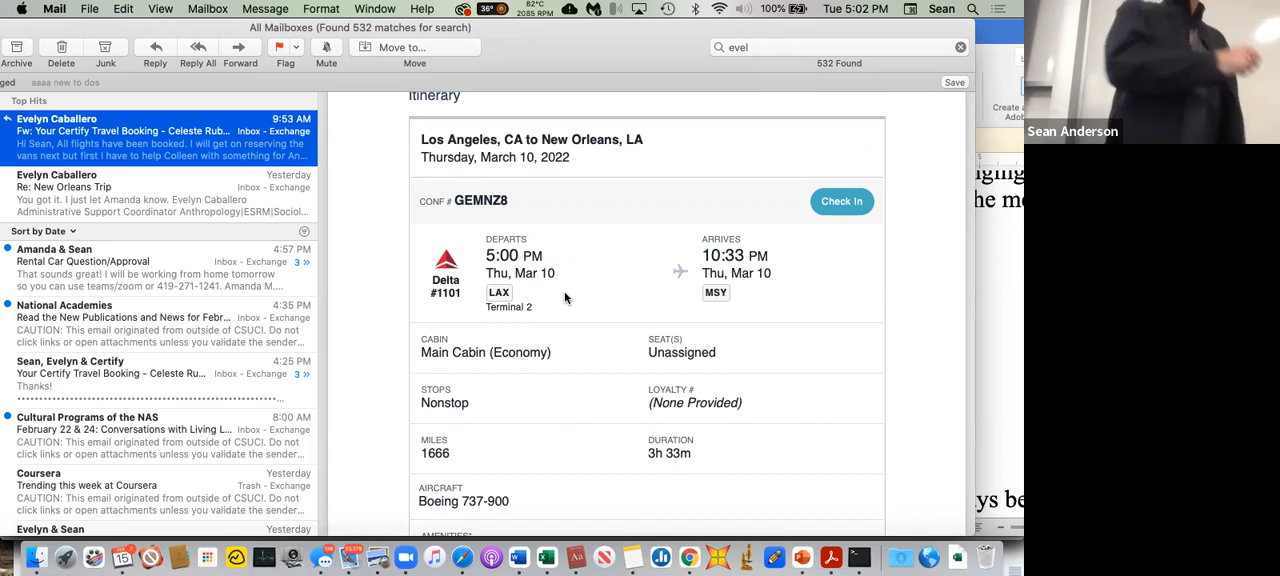 Mail File Edit View Mailbox Message Format Window Help 36° 82°C 2085 RPM 100% Tue 5:02 PM Sean
All Mailboxes (Found 532 matches for search)
Archive Delete Junk Reply Reply All Forward Flag Mute Move to... Move evel 532 Found
ged aaaa new to dos Save
Top Hits
Evelyn Caballero 9:53 AM
Fw: Your Certify Travel Booking - Celeste Rub... Inbox - Exchange
Hi Sean, All flights have been booked. I will get on reserving the
vans next but first I have to help Colleen with something for An...
Evelyn Caballero Yesterday
Re: New Orleans Trip Inbox - Exchange
You got it. I just let Amanda know. Evelyn Caballero
Administrative Support Coordinator Anthropology|ESRM|Sociol...
Sort by Date
Amanda & Sean 4:57 PM
Rental Car Question/Approval Inbox - Exchange 3 »
That sounds great! I will be working from home tomorrow
so you can use teams/zoom or 419-271-1241. Amanda M....
National Academies 4:35 PM
Read the New Publications and News for Febr... Inbox - Exchange
CAUTION: This email originated from outside of CSUCI. Do not
click links or open attachments unless you validate the sender...
Sean, Evelyn & Certify 4:25 PM
Your Certify Travel Booking - Celeste Ru... Inbox - Exchange 3 »
Thanks!
Cultural Programs of the NAS 8:00 AM
February 22 & 24: Conversations with Living L... Inbox - Exchange
CAUTION: This email originated from outside of CSUCI. Do not
click links or open attachments unless you validate the sender...
Coursera Yesterday
Trending this week at Coursera Trash - Exchange
CAUTION: This email originated from outside of CSUCI. Do not
click links or open attachments unless you validate the sender...
Evelyn & Sean Yesterday
Itinerary
Los Angeles, CA to New Orleans, LA
Thursday, March 10, 2022
CONF # GEMNZ8 Check In
DEPARTS ARRIVES
5:00 PM 10:33 PM
Thu, Mar 10 Thu, Mar 10
Delta
#1101
LAX MSY
Terminal 2
CABIN SEAT(S)
Main Cabin (Economy) Unassigned
STOPS LOYALTY #
Nonstop (None Provided)
MILES DURATION
1666 3h 33m
AIRCRAFT
Boeing 737-900
AMENITIES*
Create a
Adob
ging
he me
ys be
Sean Anderson